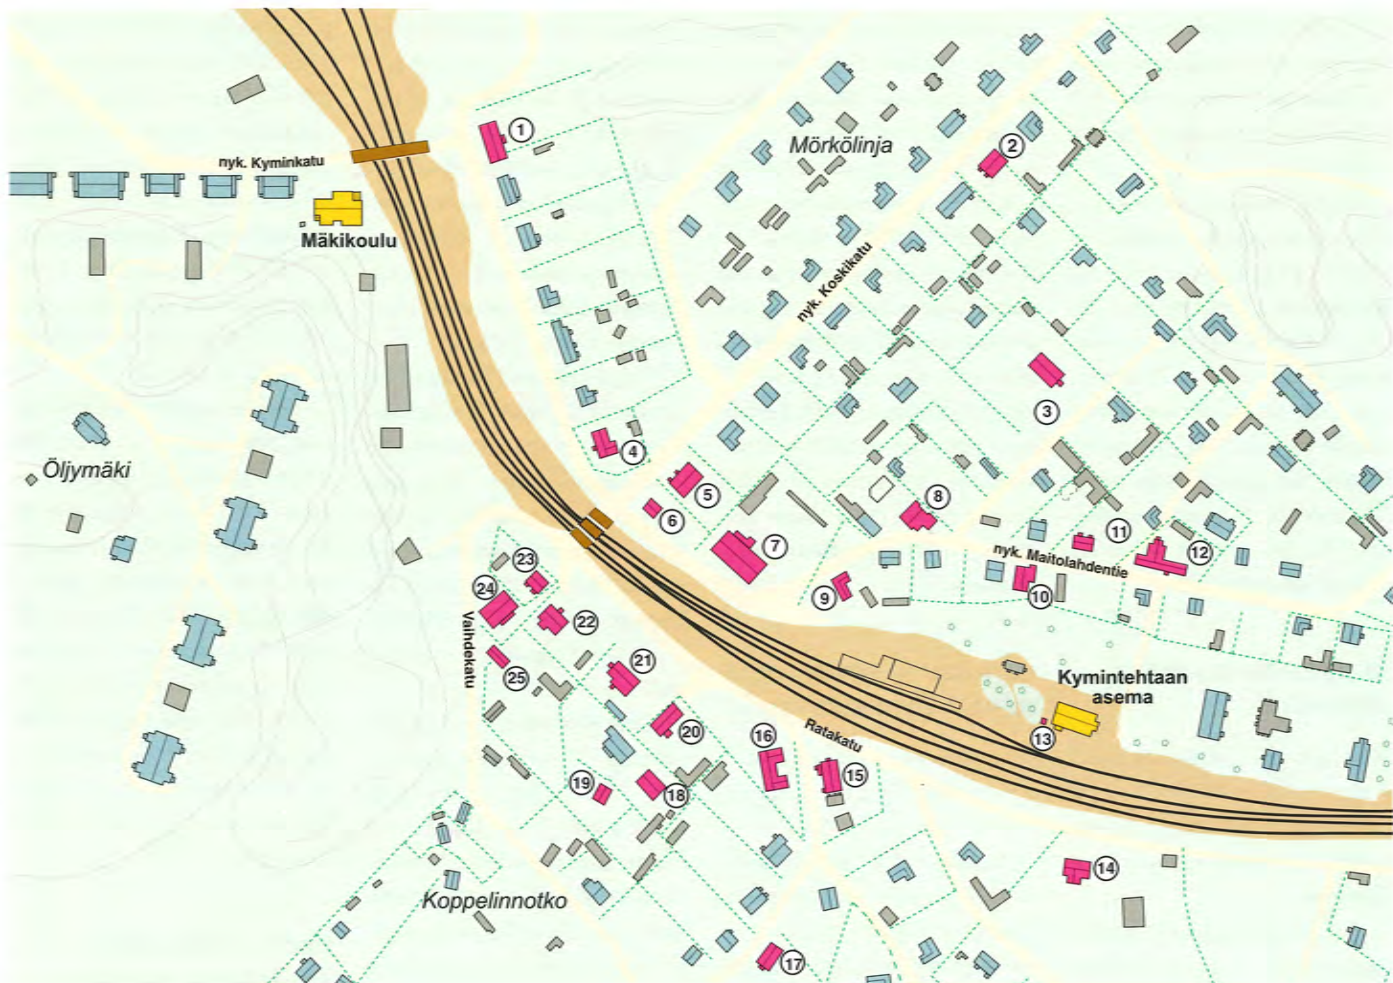 1
2
nyk. Kyminkatu
Mörkölinja
Mäkikoulu
nyk. Koskikatu
3
4
Öljymäki
5
6
8
7
11
nyk. Maitolahdentie
12
10
9
23
24
22
Vaihdekatu
21
25
Kymintehtaan
asema
20
Ratakatu
13
16
15
19
18
14
Koppelinnotko
17